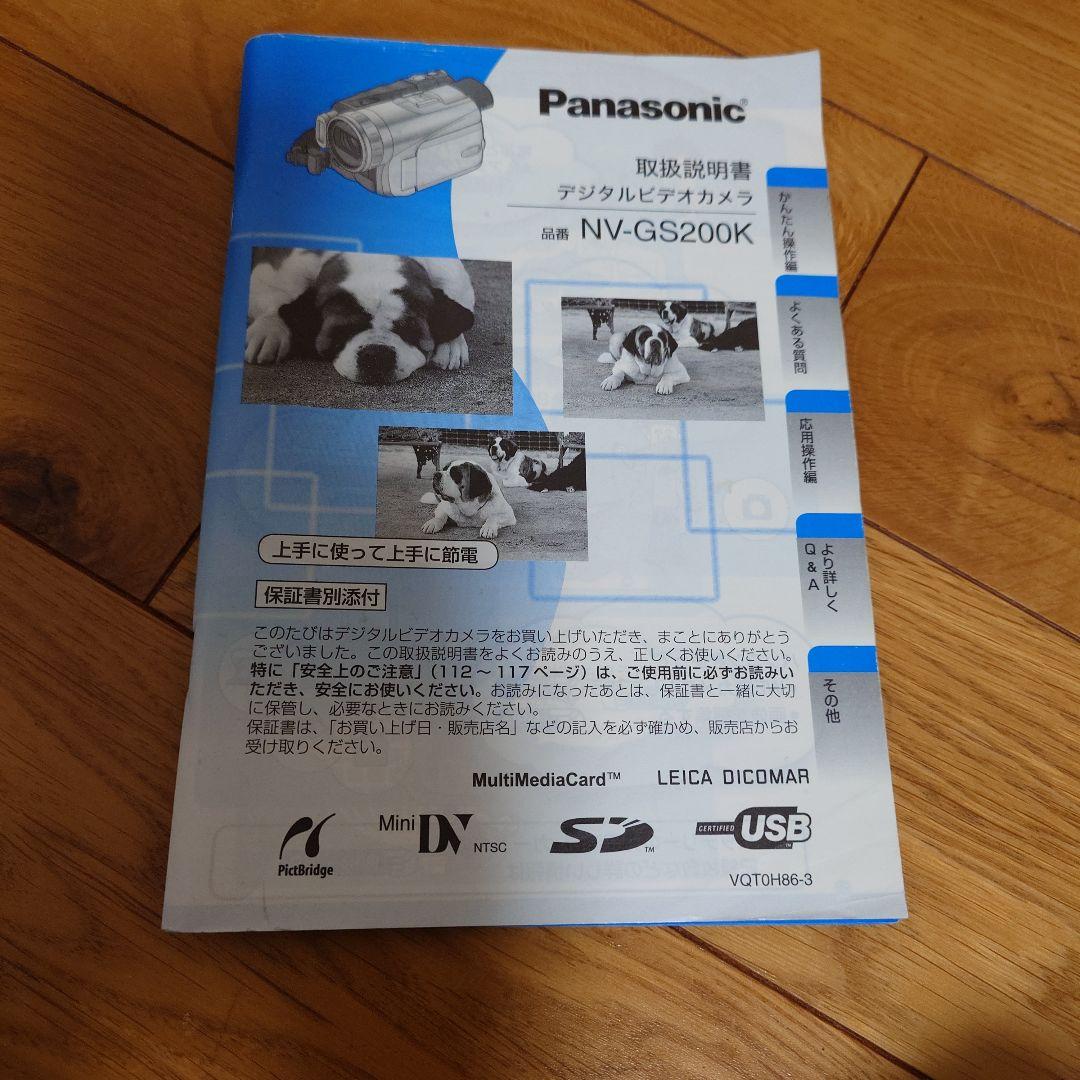 Panasonic®
取扱説明書
デジタルビデオカメラ
品番 NV-GS200K
かんたん操作編
よくある質問
応用操作編
より詳しく
Q&A
その他
上手に使って上手に節電
保証書別添付
このたびはデジタルビデオカメラをお買い上げいただき、まことにありがとう
ございました。この取扱説明書をよくお読みのうえ、正しくお使いください。
特に「安全上のご注意」(112〜117ページ)は、ご使用前に必ずお読みい
ただき、安全にお使いください。お読みになったあとは、保証書と一緒に大切
に保管し、必要なときにお読みください。
保証書は、「お買い上げ日・販売店名」などの記入を必ず確かめ、販売店からお
受け取りください。
MultiMediaCard™ LEICA DICOMAR
PictBridge
Mini DV NTSC
SD™
CERTIFIED USB™
VQT0H86-3